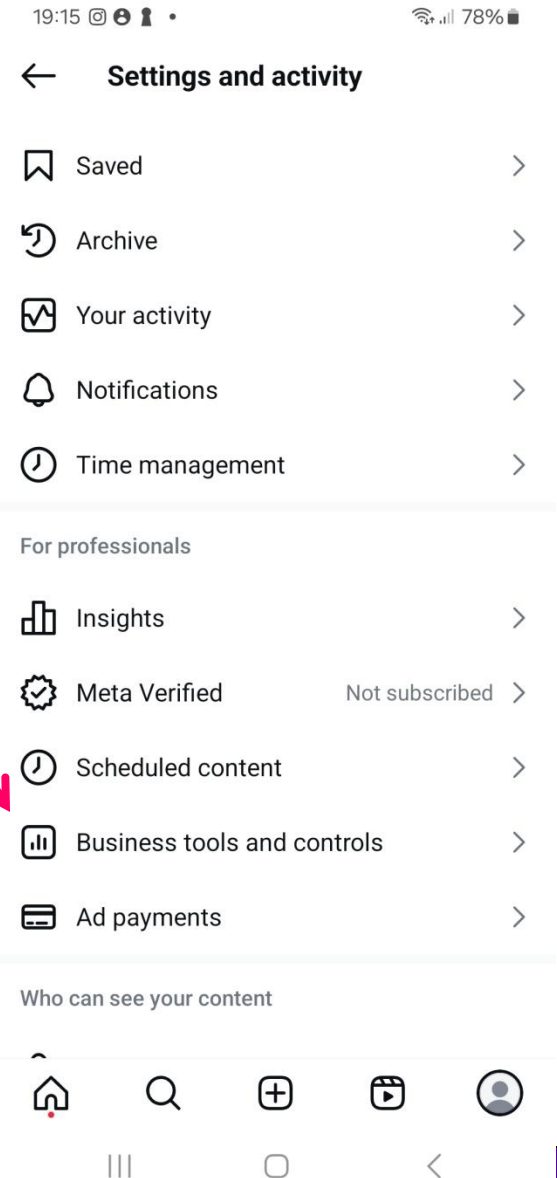 19:15 78%
Settings and activity
Saved
Archive
Your activity
Notifications
Time management
For professionals
Insights
Meta Verified Not subscribed
Scheduled content
Business tools and controls
Ad payments
Who can see your content